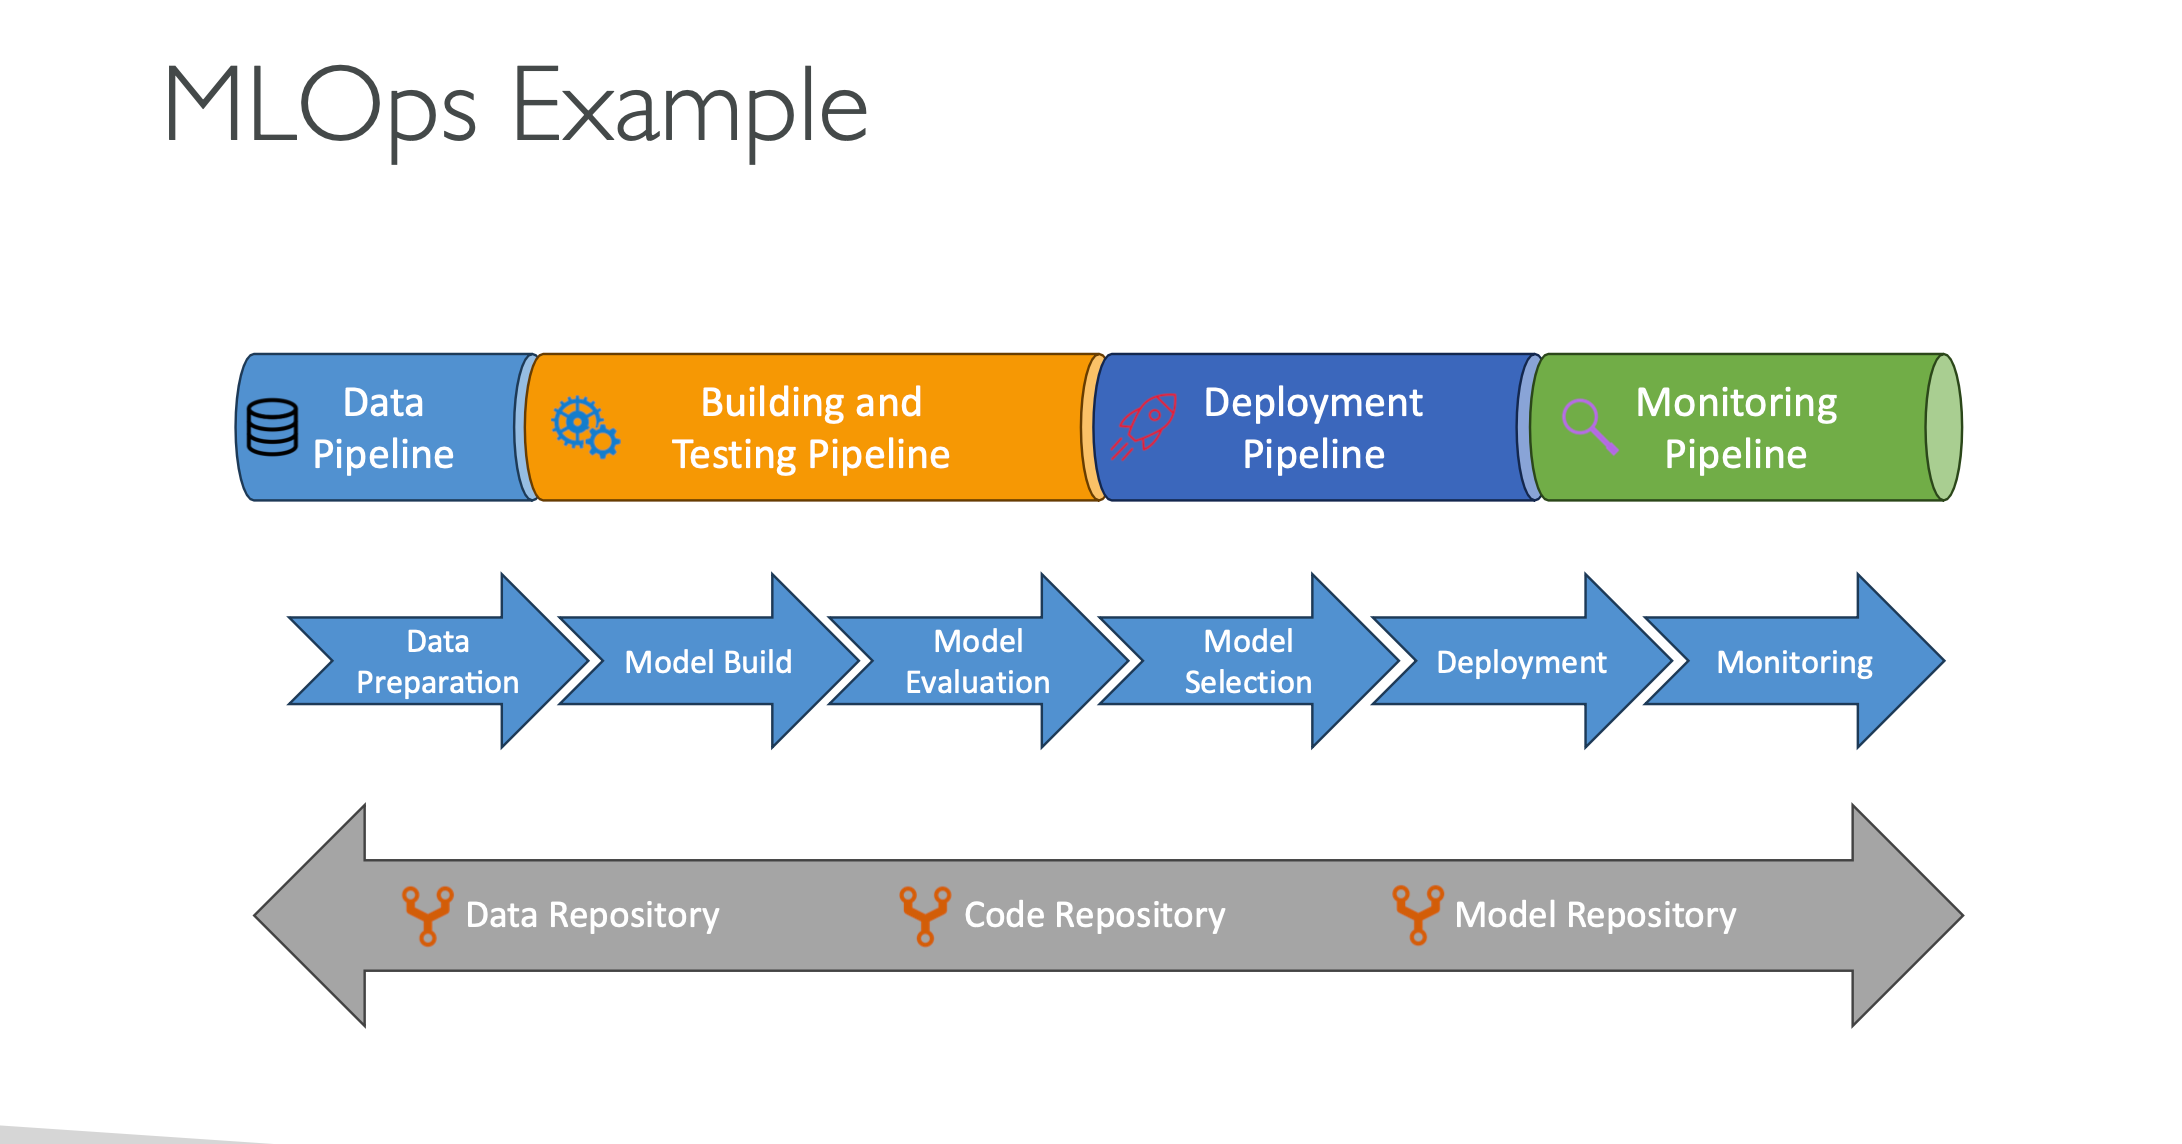 MLOps Example
Data
Pipeline
Building and
Testing Pipeline
Deployment
Pipeline
Monitoring
Pipeline
Data
Preparation
Model Build
Model
Evaluation
Model
Selection
Deployment
Monitoring
Data Repository
Code Repository
Model Repository